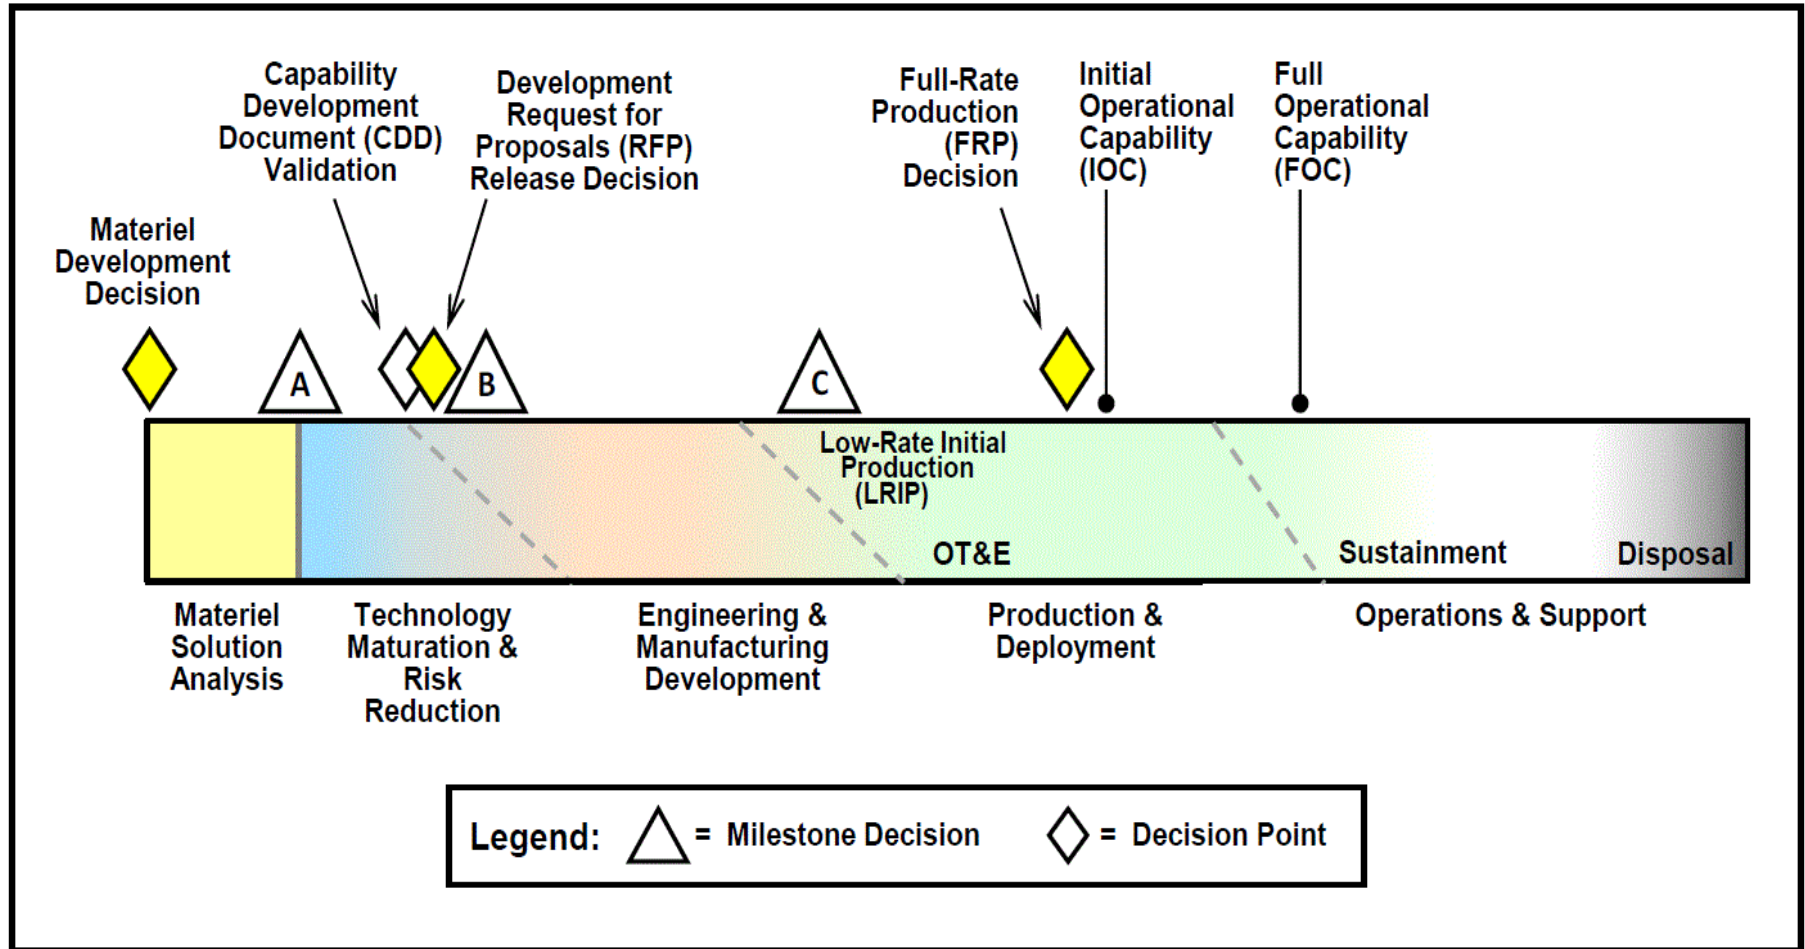 Capability
Development
Document (CDD)
Validation
Development
Request for
Proposals (RFP)
Release Decision
Full-Rate
Production
(FRP)
Decision
Initial
Operational
Capability
(IOC)
Full
Operational
Capability
(FOC)
Materiel
Development
Decision
A
B
C
Low-Rate Initial
Production
(LRIP)
OT&E
Sustainment
Disposal
Materiel
Solution
Analysis
Technology
Maturation &
Risk
Reduction
Engineering &
Manufacturing
Development
Production &
Deployment
Operations & Support
Legend:
= Milestone Decision
= Decision Point